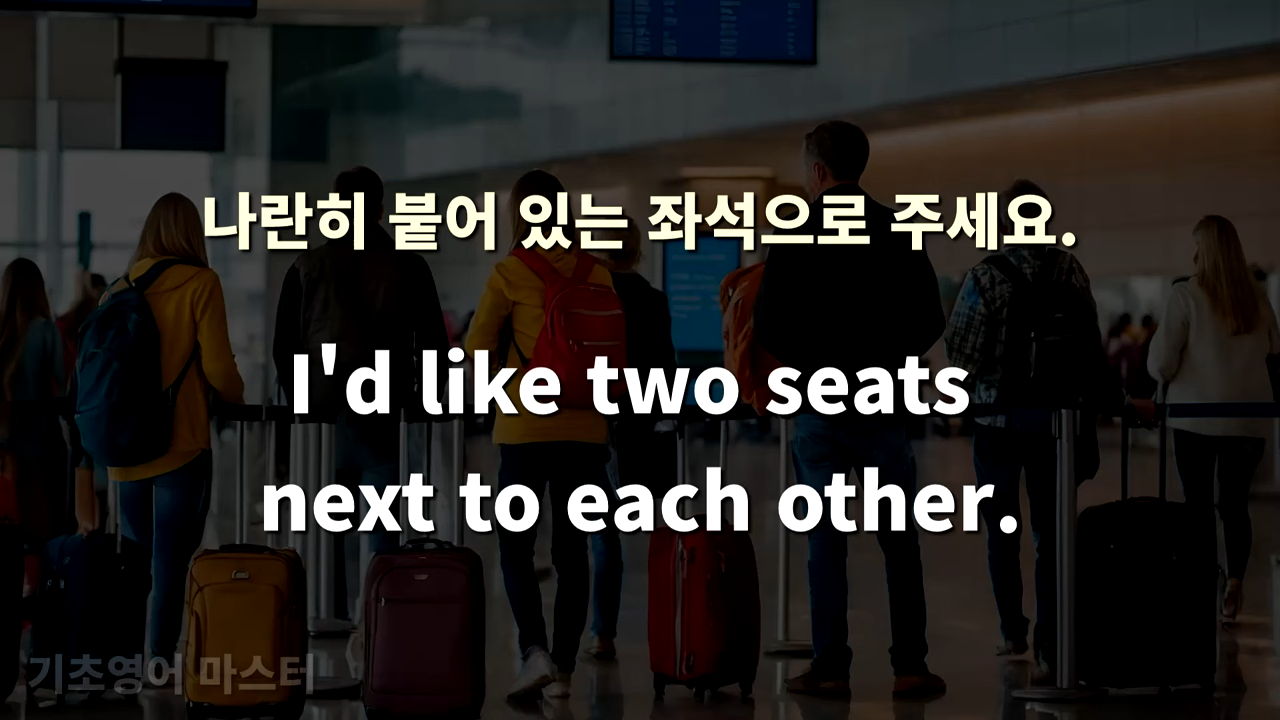 나란히 붙어 있는 좌석으로 주세요.
I'd like two seats
next to each other.
기초영어 마스터